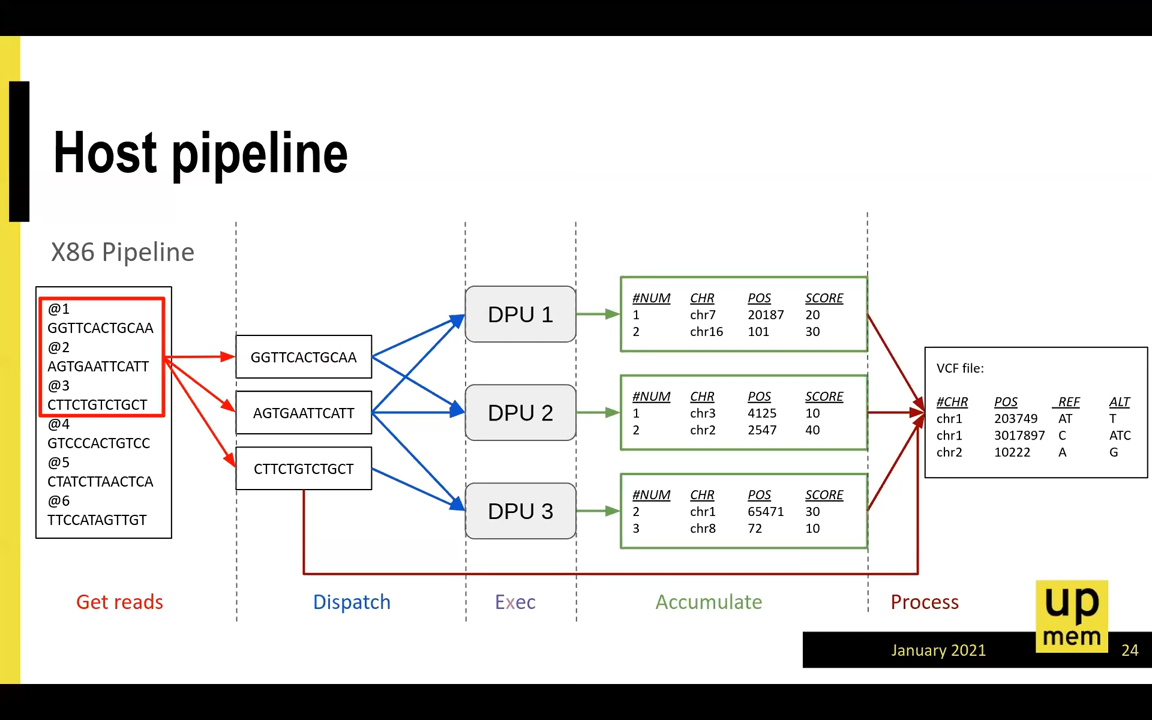 Host pipeline
X86 Pipeline
@1
GGTTCACTGCAA
@2
AGTGAATTCATT
@3
CTTCTGTCTGCT
@4
GTCCCACTGTCC
@5
CTATCTTAACTCA
@6
TTCCATAGTTGT
GGTTCACTGCAA
AGTGAATTCATT
CTTCTGTCTGCT
DPU 1
DPU 2
DPU 3
#NUM CHR POS SCORE
1 chr7 20187 20
2 chr16 101 30
#NUM CHR POS SCORE
1 chr3 4125 10
2 chr2 2547 40
#NUM CHR POS SCORE
2 chr1 65471 30
3 chr8 72 10
VCF file:
#CHR POS _REF ALT
chr1 203749 AT T
chr1 3017897 C ATC
chr2 10222 A G
Get reads Dispatch Exec Accumulate Process
up
mem
January 2021 24